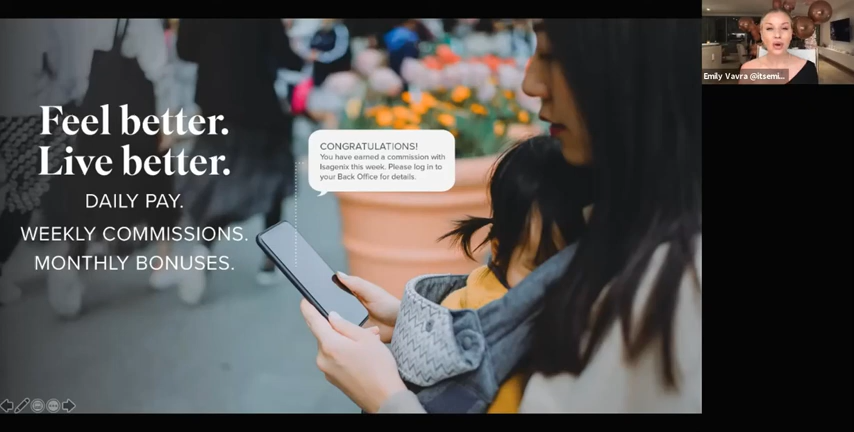 Feel better.
Live better.
DAILY PAY.
WEEKLY COMMISSIONS.
MONTHLY BONUSES.
CONGRATULATIONS!
You have earned a commission with
Isagenix this week. Please log in to
your Back Office for details.
Emily Vavra @itsemi...